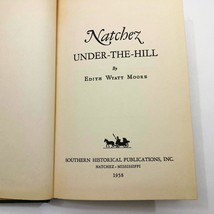 Natchez
UNDER-THE-HILL
By
EDITH WYATT MOORE
SOUTHERN HISTORICAL PUBLICATIONS, INC.
NATCHEZ - MISSISSIPPI
1958